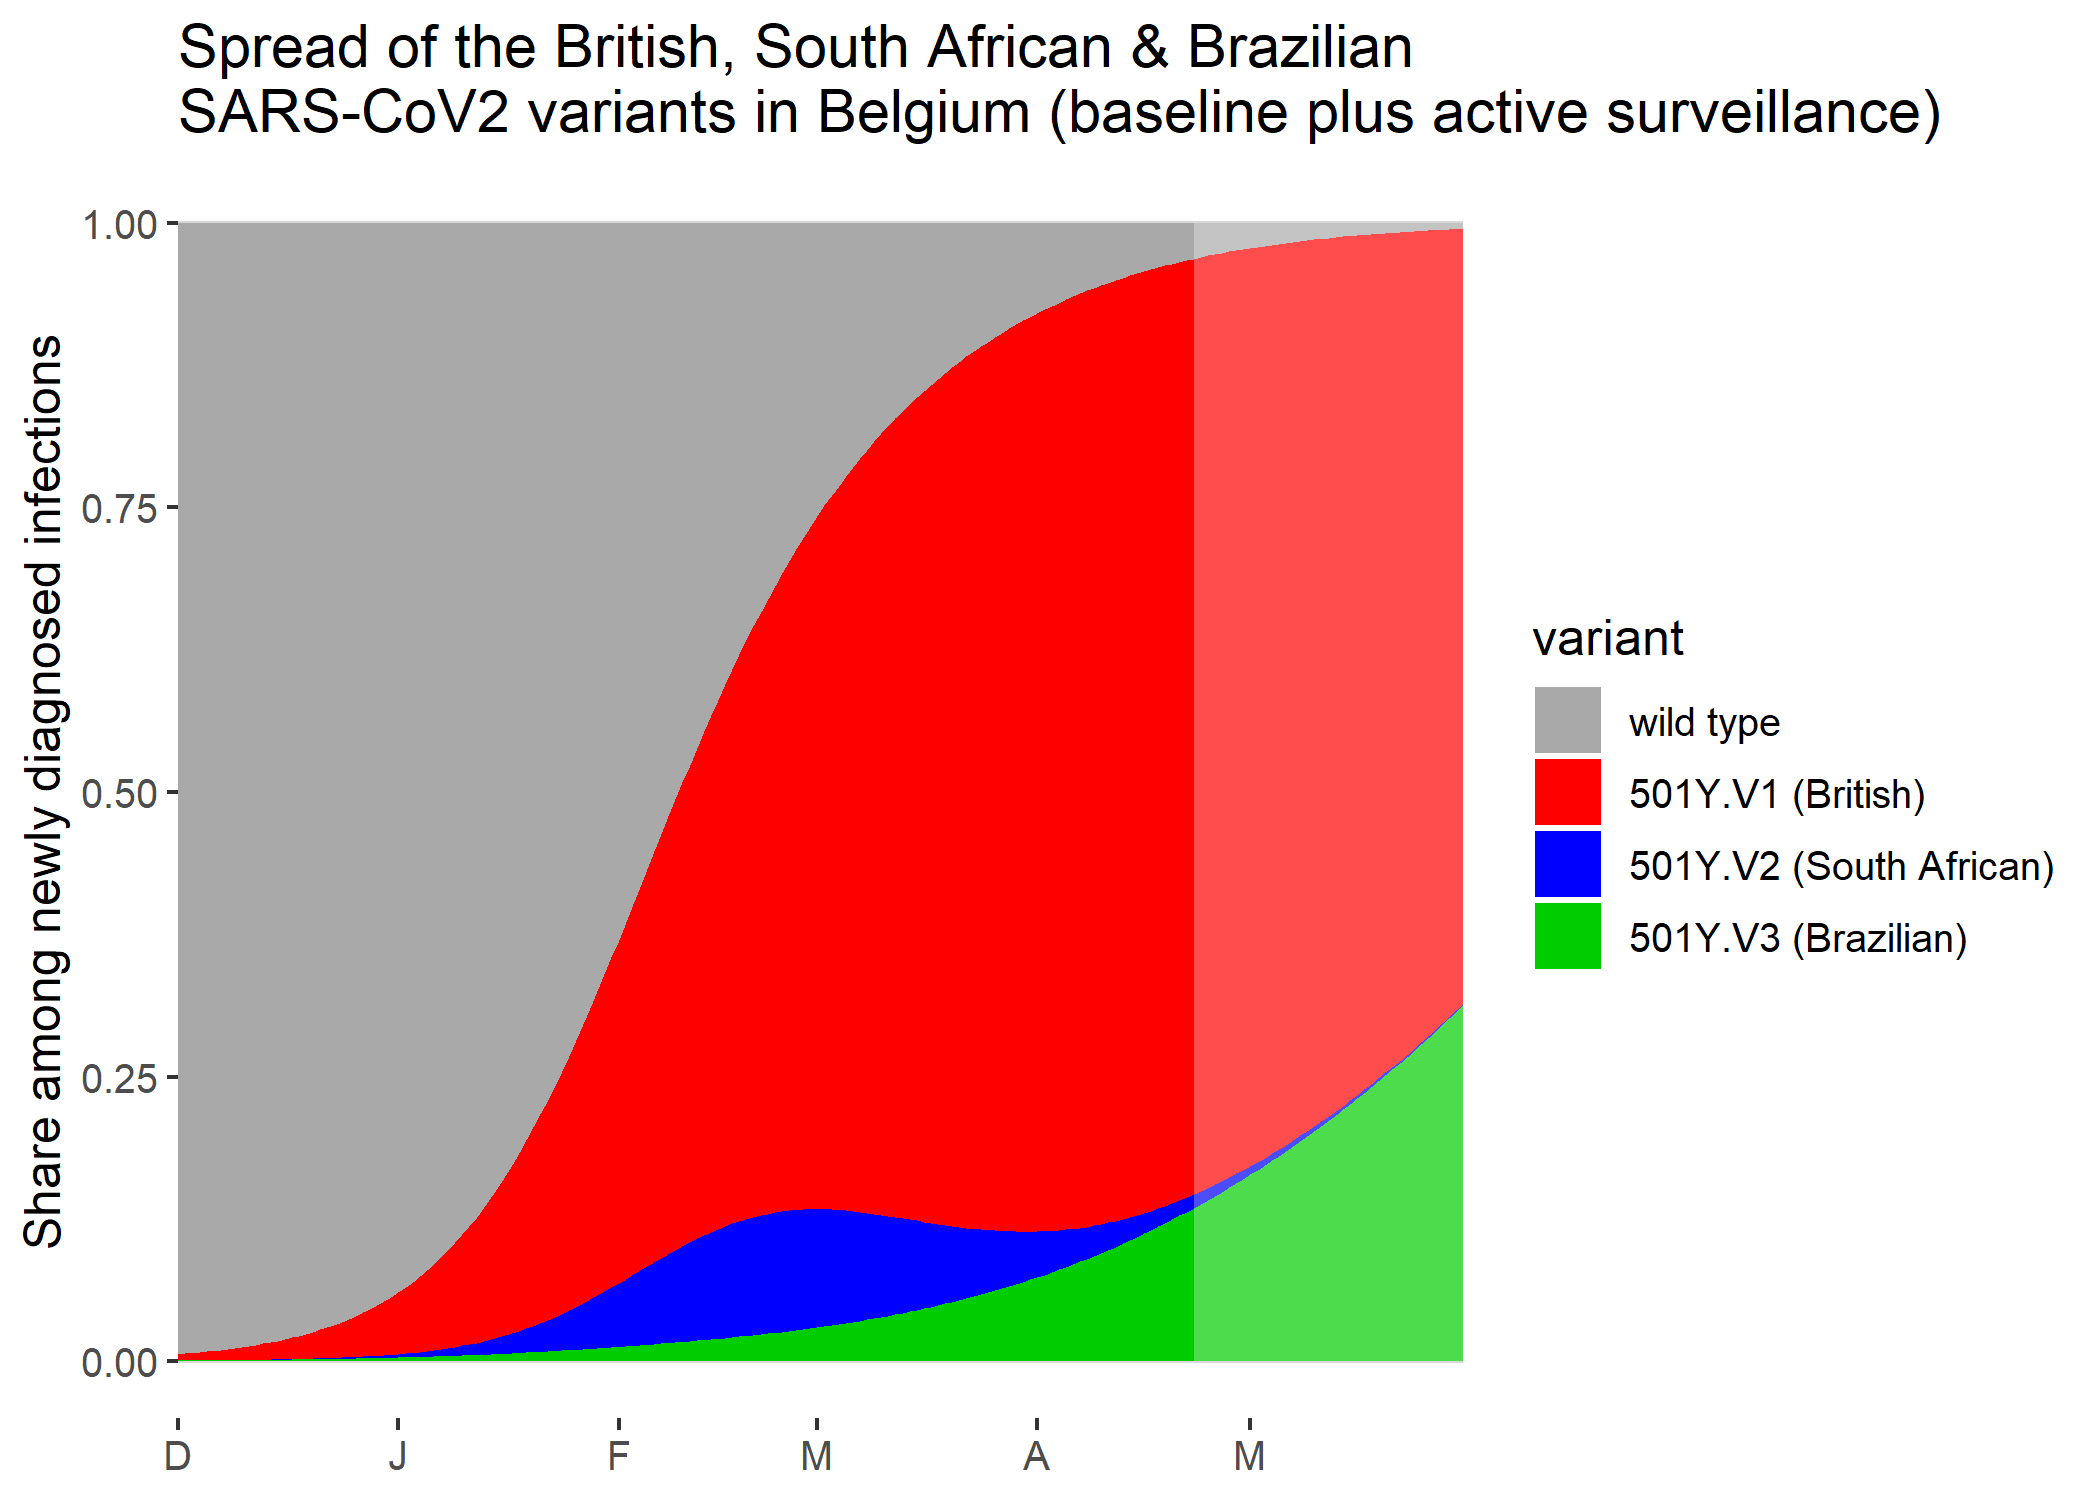 Spread of the British, South African & Brazilian
SARS-CoV2 variants in Belgium (baseline plus active surveillance)
Share among newly diagnosed infections
1.00
0.75
0.50
0.25
0.00
D
J
F
M
A
M
variant
wild type
501Y.V1 (British)
501Y.V2 (South African)
501Y.V3 (Brazilian)